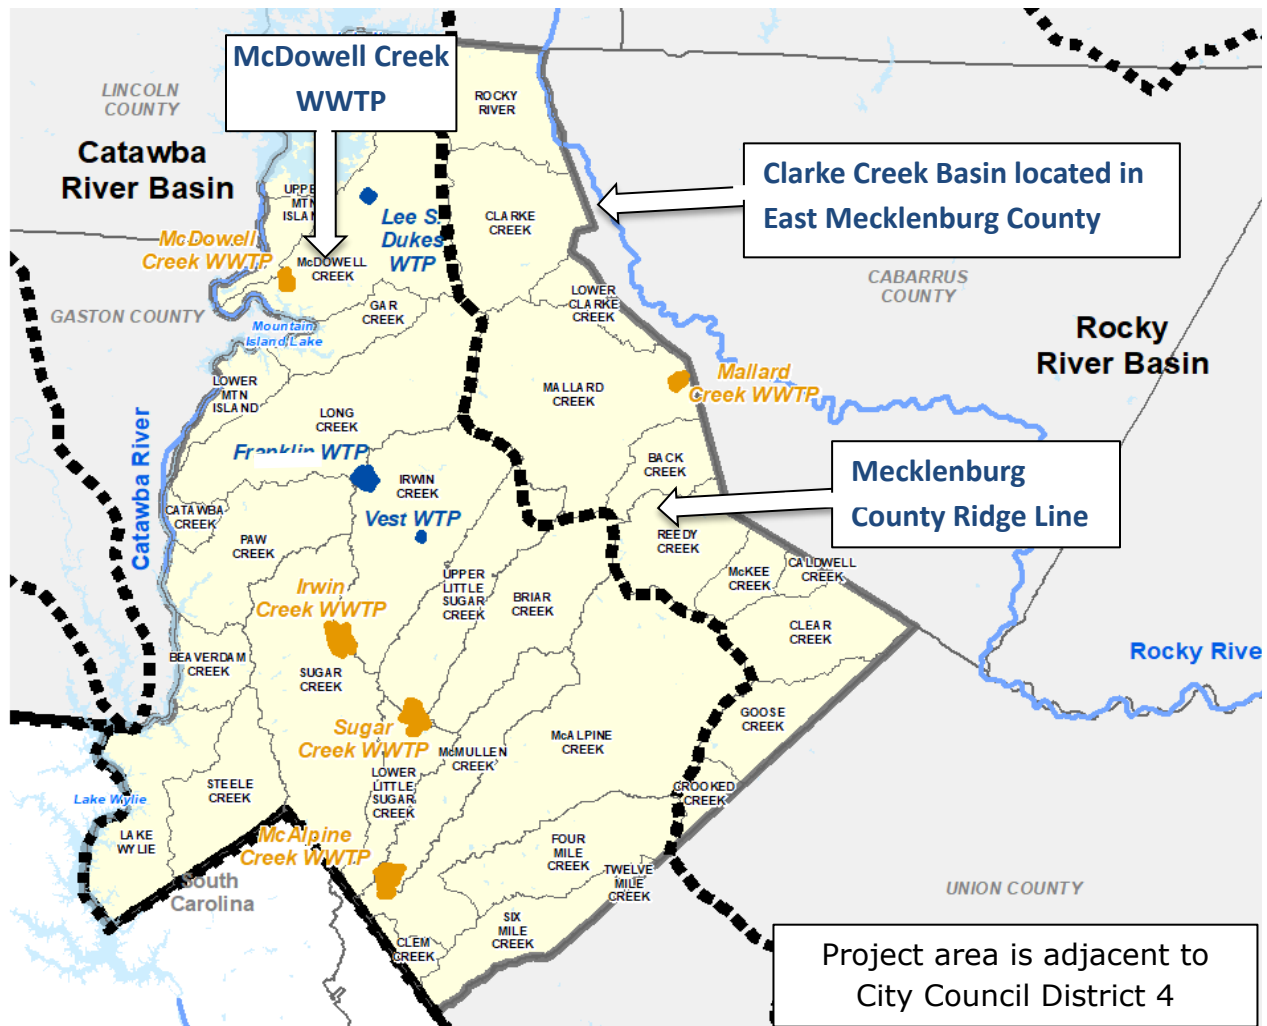 McDowell Creek
WWTP
LINCOLN
COUNTY
Catawba
River Basin
ROCKY
RIVER
Clarke Creek Basin located in
East Mecklenburg County
UPPER
MTN
ISLAND
Lee S.
Dukes
WTP
CLARKE
CREEK
McDowell
Creek WWTP
McDOWELL
CREEK
CABARRUS
COUNTY
GASTON COUNTY
GAR
CREEK
LOWER
CLARKE
CREEK
Mountain
Island Lake
Rocky
River Basin
LOWER
MTN
ISLAND
MALLARD
CREEK
Mallard
Creek WWTP
LONG
CREEK
Franklin WTP
Catawba River
IRWIN
CREEK
BACK
CREEK
Mecklenburg
County Ridge Line
CATAWBA
CREEK
Vest WTP
PAW
CREEK
REEDY
CREEK
McKEE
CREEK
CALDWELL
CREEK
UPPER
LITTLE
SUGAR
CREEK
BRIAR
CREEK
Irwin
Creek WWTP
CLEAR
CREEK
BEAVERDAM
CREEK
SUGAR
CREEK
Rocky Rive
Sugar
Creek WWTP
GOOSE
CREEK
McALPINE
CREEK
McMULLEN
CREEK
STEELE
CREEK
LOWER
LITTLE
SUGAR
CREEK
CROOKED
CREEK
Lake Wylie
LAKE
WYLIE
McAlpine
Creek WWTP
FOUR
MILE
CREEK
TWELVE
MILE
CREEK
South
Carolina
UNION COUNTY
SIX
MILE
CREEK
CLEM
CREEK
Project area is adjacent to
City Council District 4